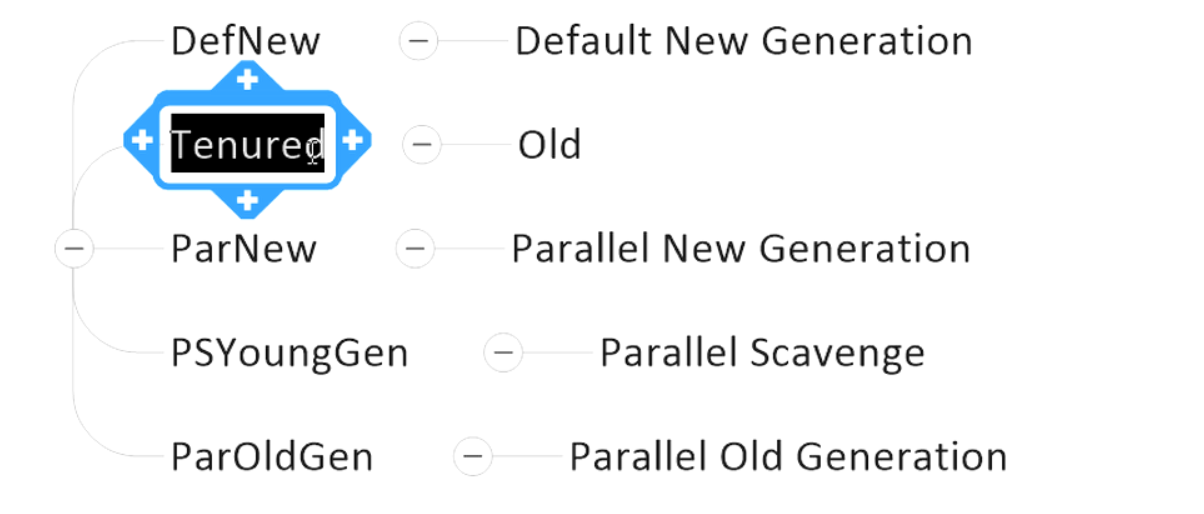 DefNew Default New Generation
Tenured Old
ParNew Parallel New Generation
PSYoungGen Parallel Scavenge
ParOldGen Parallel Old Generation